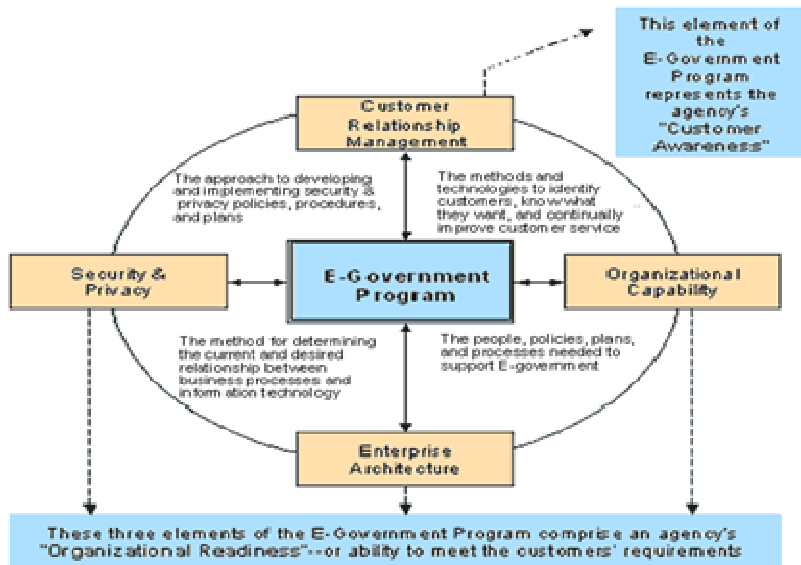 This element of
the
E-Government
Program
represents the
agency's
"Customer
Awareness"
Customer
Relationship
Management
The approach to developing
and implementing security &
privacy policies, procedures,
and plans
The methods and
technologies to identify
customers, know what
they want, and continually
improve customer service
Security &
Privacy
E-Government
Program
Organizational
Capability
The method for determining
the current and desired
relationship between
business processes and
information technology
The people, policies, plans,
and processes needed to
support E-government
Enterprise
Architecture
These three elements of the E-Government Program comprise an agency's
"Organizational Readiness"--or ability to meet the customers' requirements